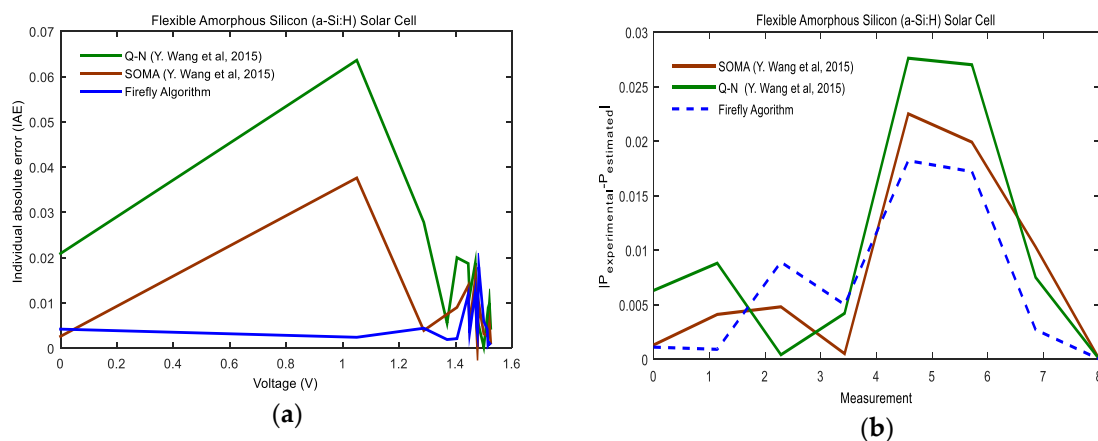 Flexible Amorphous Silicon (a-Si:H) Solar Cell
Individual absolute error (IAE)
0.07
0.06
0.05
0.04
0.03
0.02
0.01
0
Q-N (Y. Wang et al, 2015)
SOMA (Y. Wang et al, 2015)
Firefly Algorithm
0 0.2 0.4 0.6 0.8 1 1.2 1.4 1.6
Voltage (V)
(a)
Flexible Amorphous Silicon (a-Si:H) Solar Cell
|Pexperimental-Pestimated|
0.03
0.025
0.02
0.015
0.01
0.005
0
SOMA (Y. Wang et al, 2015)
Q-N (Y. Wang et al, 2015)
Firefly Agorithm
0 1 2 3 4 5 6 7 8
Measurement
(b)